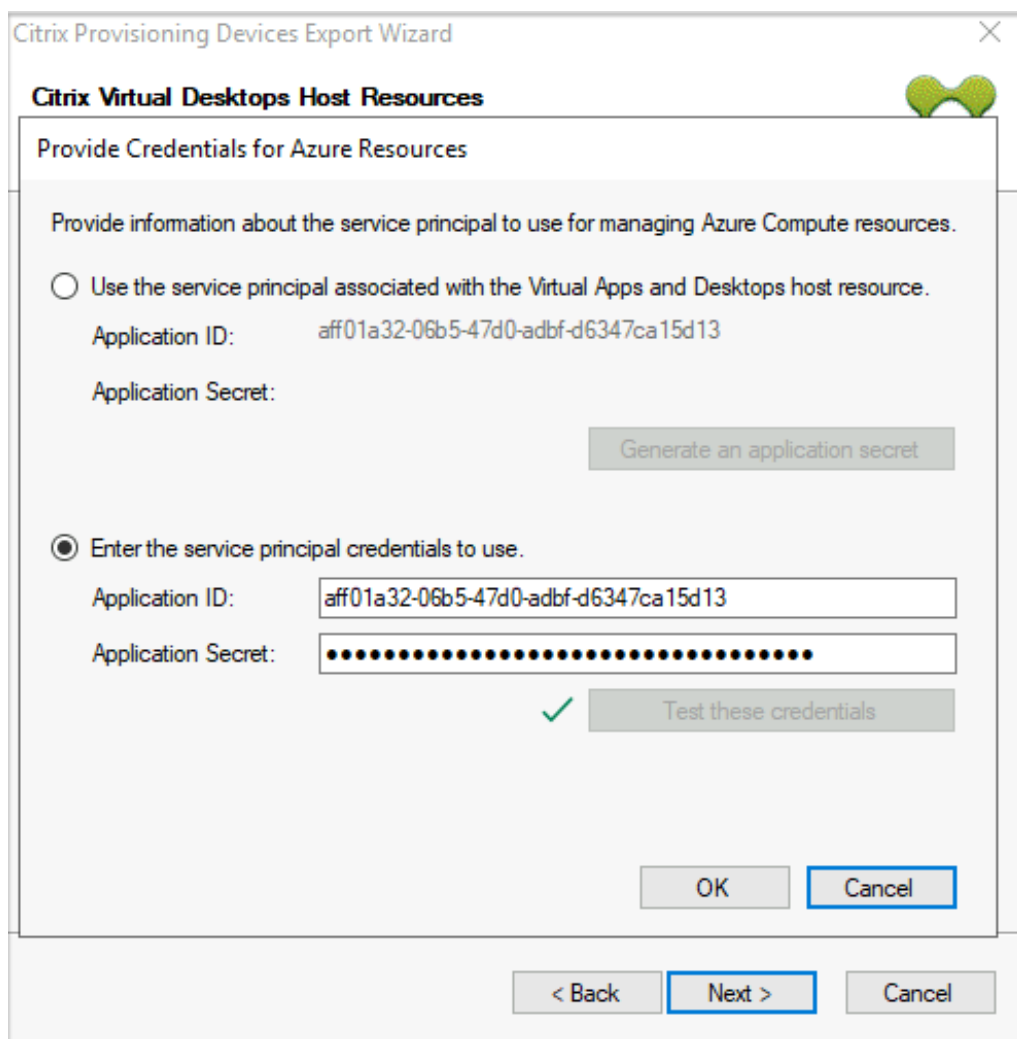 Citrix Provisioning Devices Export Wizard
Citrix Virtual Desktops Host Resources
Provide Credentials for Azure Resources
Provide information about the service principal to use for managing Azure Compute resources.
Use the service principal associated with the Virtual Apps and Desktops host resource.
Application ID: aff01a32-06b5-47d0-adbf-d6347ca15d13
Application Secret:
Generate an application secret
Enter the service principal credentials to use.
Application ID: aff01a32-06b5-47d0-adbf-d6347ca15d13
Application Secret: ●●●●●●●●●●●●●●●●●●●●●●●●●●●●●●●●●●
Test these credentials
OK Cancel
< Back Next > Cancel